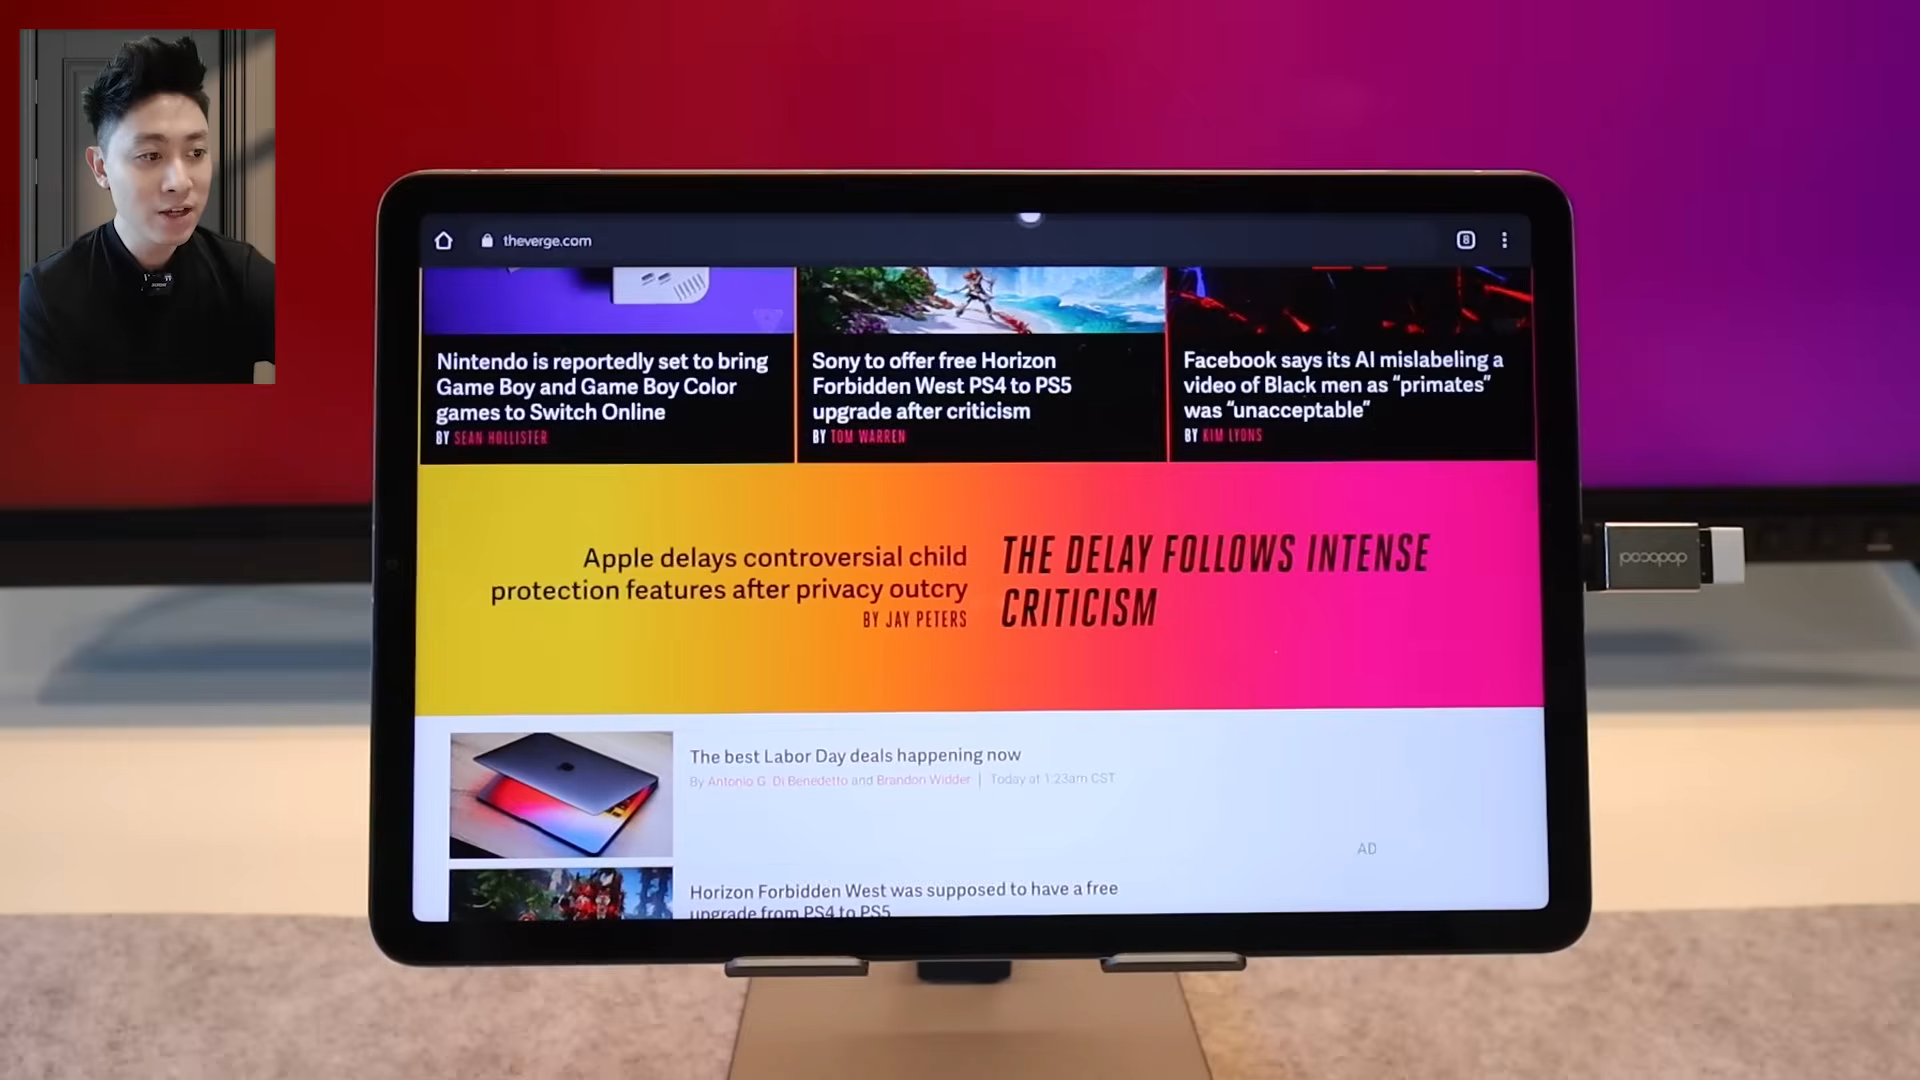 theverge.com
8
Nintendo is reportedly set to bring
Game Boy and Game Boy Color
games to Switch Online
BY SEAN HOLLISTER
Sony to offer free Horizon
Forbidden West PS4 to PS5
upgrade after criticism
BY TOM WARREN
Facebook says its AI mislabeling a
video of Black men as “primates”
was “unacceptable”
BY KIM LYONS
Apple delays controversial child
protection features after privacy outcry
BY JAY PETERS
THE DELAY FOLLOWS INTENSE
CRITICISM
The best Labor Day deals happening now
By Antonio G. Di Benedetto and Brandon Widder | Today at 1:23am CST
AD
Horizon Forbidden West was supposed to have a free
upgrade from PS4 to PS5